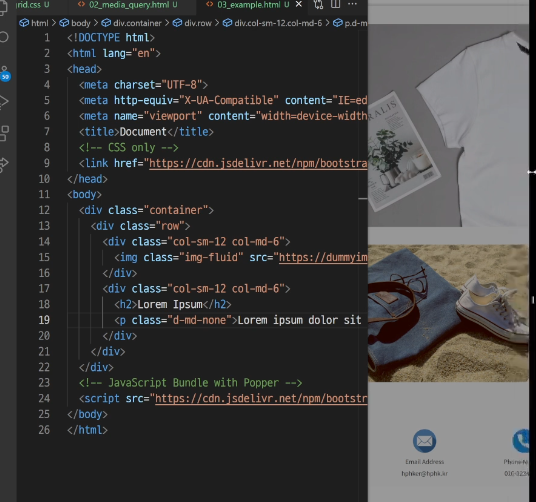 rid.css U 02_media_query.html U 03_example.html U
html > body > div.container > div.row > div.col-sm-12.col-md-6 > p.d-m
1 <!DOCTYPE html>
2 <html lang="en">
3 <head>
4 <meta charset="UTF-8">
5 <meta http-equiv="X-UA-Compatible" content="IE=ed
6 <meta name="viewport" content="width=device-width
7 <title>Document</title>
8 <!-- CSS only -->
9 <link href="https://cdn.jsdelivr.net/npm/bootstra
10 </head>
11 <body>
12 <div class="container">
13 <div class="row">
14 <div class="col-sm-12 col-md-6">
15 <img class="img-fluid" src="https://dummyim
16 </div>
17 <div class="col-sm-12 col-md-6">
18 <h2>Lorem Ipsum</h2>
19 <p class="d-md-none">Lorem ipsum dolor sit
20 </div>
21 </div>
22 </div>
23 <!-- JavaScript Bundle with Popper -->
24 <script src="https://cdn.jsdelivr.net/npm/bootstr
25 </body>
26 </html>
50
Email Address
hphker@hphk.kr